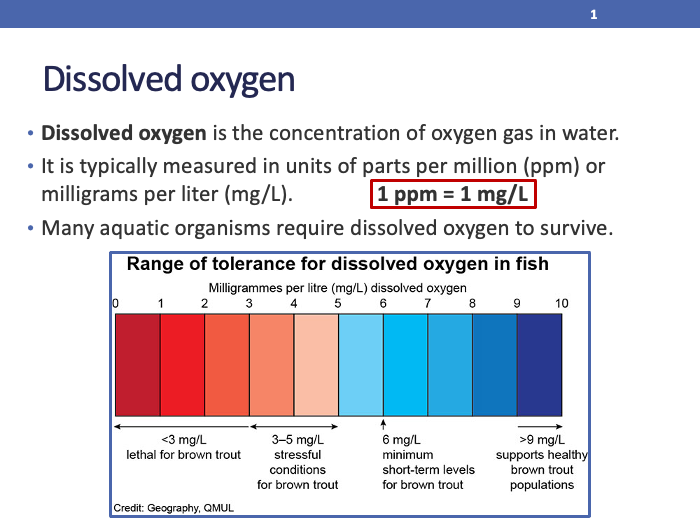 1
Dissolved oxygen
• Dissolved oxygen is the concentration of oxygen gas in water.
• It is typically measured in units of parts per million (ppm) or
milligrams per liter (mg/L).
1 ppm = 1 mg/L
• Many aquatic organisms require dissolved oxygen to survive.
Range of tolerance for dissolved oxygen in fish
Milligrammes per litre (mg/L) dissolved oxygen
0 1 2 3 4 5 6 7 8 9 10
<3 mg/L
lethal for brown trout
3–5 mg/L
stressful
conditions
for brown trout
6 mg/L
minimum
short-term levels
for brown trout
>9 mg/L
supports healthy
brown trout
populations
Credit: Geography, QMUL